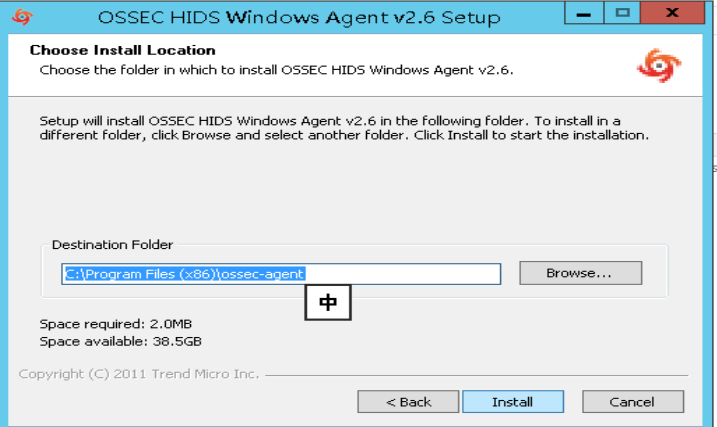 OSSEC HIDS Windows Agent v2.6 Setup
Choose Install Location
Choose the folder in which to install OSSEC HIDS Windows Agent v2.6.
Setup will install OSSEC HIDS Windows Agent v2.6 in the following folder. To install in a
different folder, click Browse and select another folder. Click Install to start the installation.
Destination Folder
C:\Program Files (x86)\ossec-agent
Browse...
中
Space required: 2.0MB
Space available: 38.5GB
Copyright (C) 2011 Trend Micro Inc.
< Back
Install
Cancel